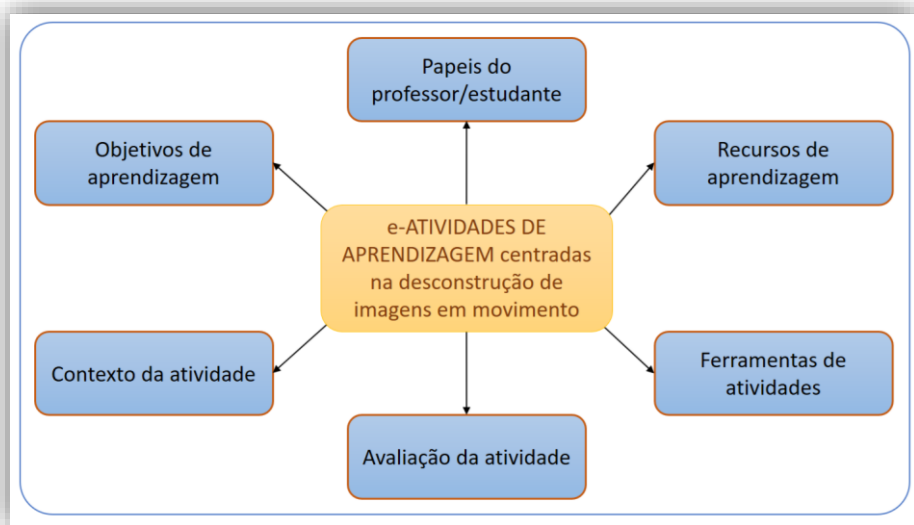 Papeis do
professor/estudante
Objetivos de
aprendizagem
Recursos de
aprendizagem
e-ATIVIDADES DE
APRENDIZAGEM centradas
na desconstrução de
imagens em movimento
Contexto da atividade
Ferramentas de
atividades
Avaliação da atividade